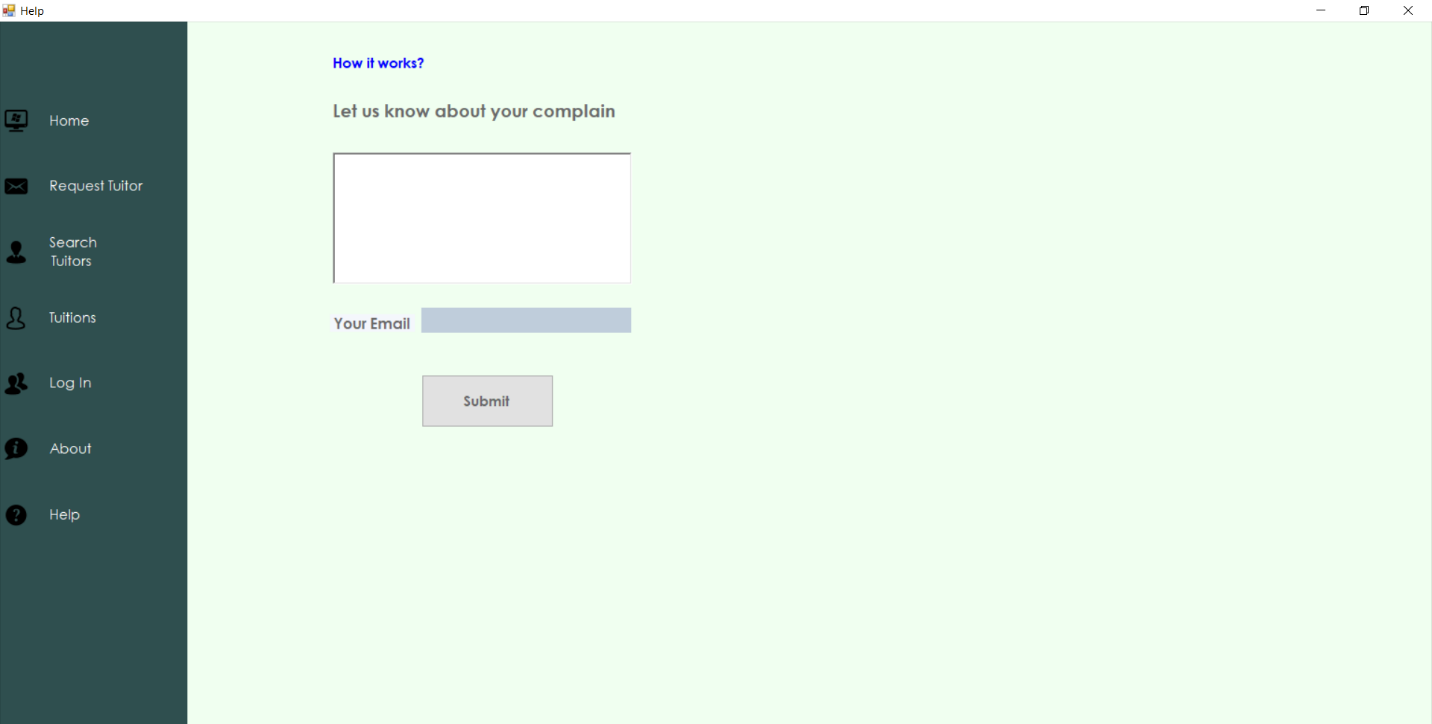 Help
How it works?
Let us know about your complain
Home
Request Tuitor
Search
Tuitors
Tuitions
Log In
About
Help
Your Email
Submit